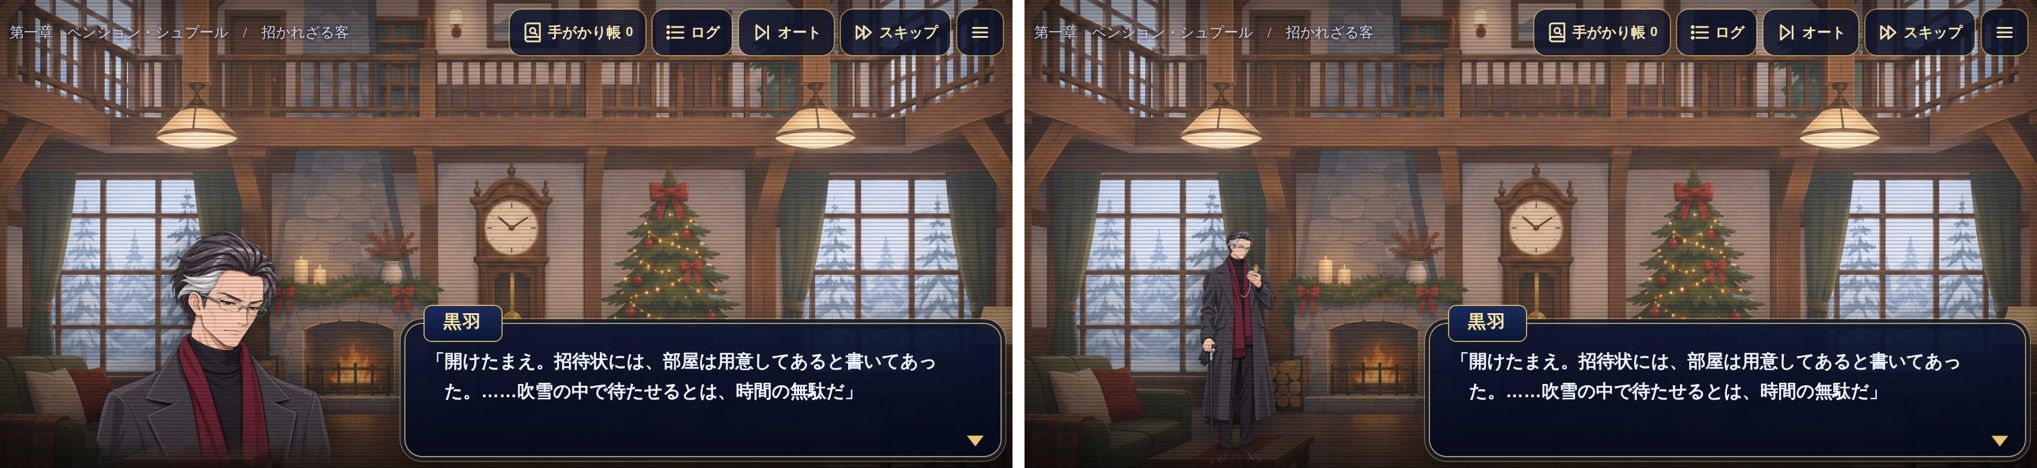 第一章 ペンション・シュプール / 招かれざる客
手がかり帳 0
ログ
オート
スキップ
黒羽
「開けたまえ。招待状には、部屋は用意してあると書いてあっ
た。……吹雪の中で待たせるとは、時間の無駄だ」
第一章 ペンション・シュプール / 招かれざる客
手がかり帳 0
ログ
オート
スキップ
黒羽
「開けたまえ。招待状には、部屋は用意してあると書いてあっ
た。……吹雪の中で待たせるとは、時間の無駄だ」